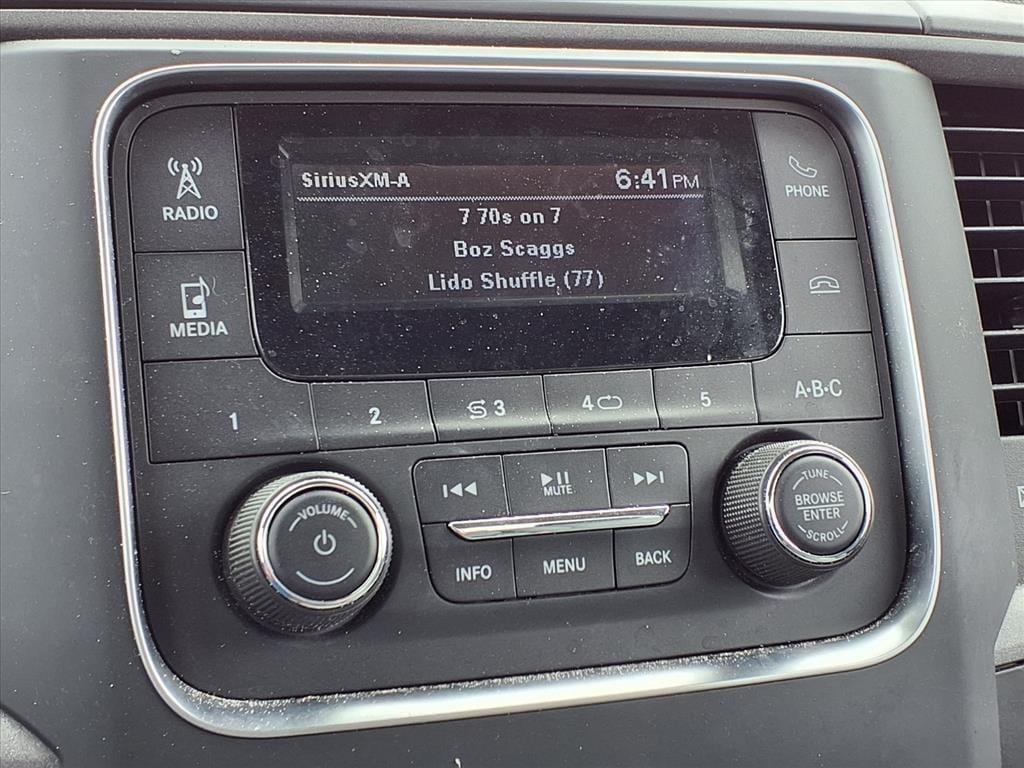 SiriusXM-A 6:41PM
7 70s on 7
Boz Scaggs
Lido Shuffle (77)
RADIO
MEDIA
PHONE
1 2 3 4 5 A·B·C
VOLUME
MUTE
INFO MENU BACK
TUNE
BROWSE
ENTER
SCROLL